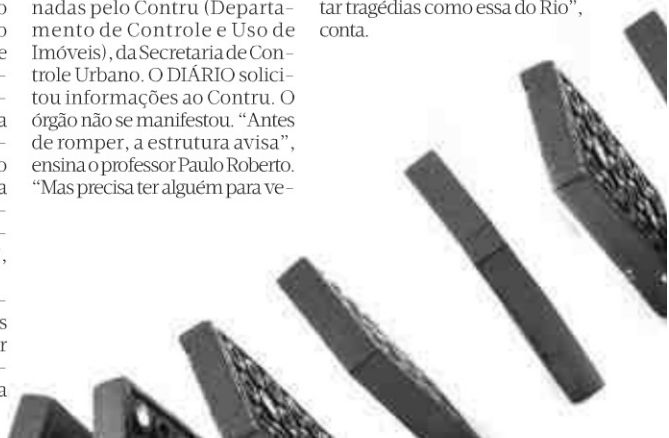 nadas pelo Contru (Departa-
mento de Controle e Uso de
Imóveis), da Secretaria de Con-
trole Urbano. O DIÁRIO solici-
tou informações ao Contru. O
órgão não se manifestou. “Antes
de romper, a estrutura avisa”,
ensina o professor Paulo Roberto.
“Mas precisa ter alguém para ve-
tar tragédias como essa do Rio”,
conta.